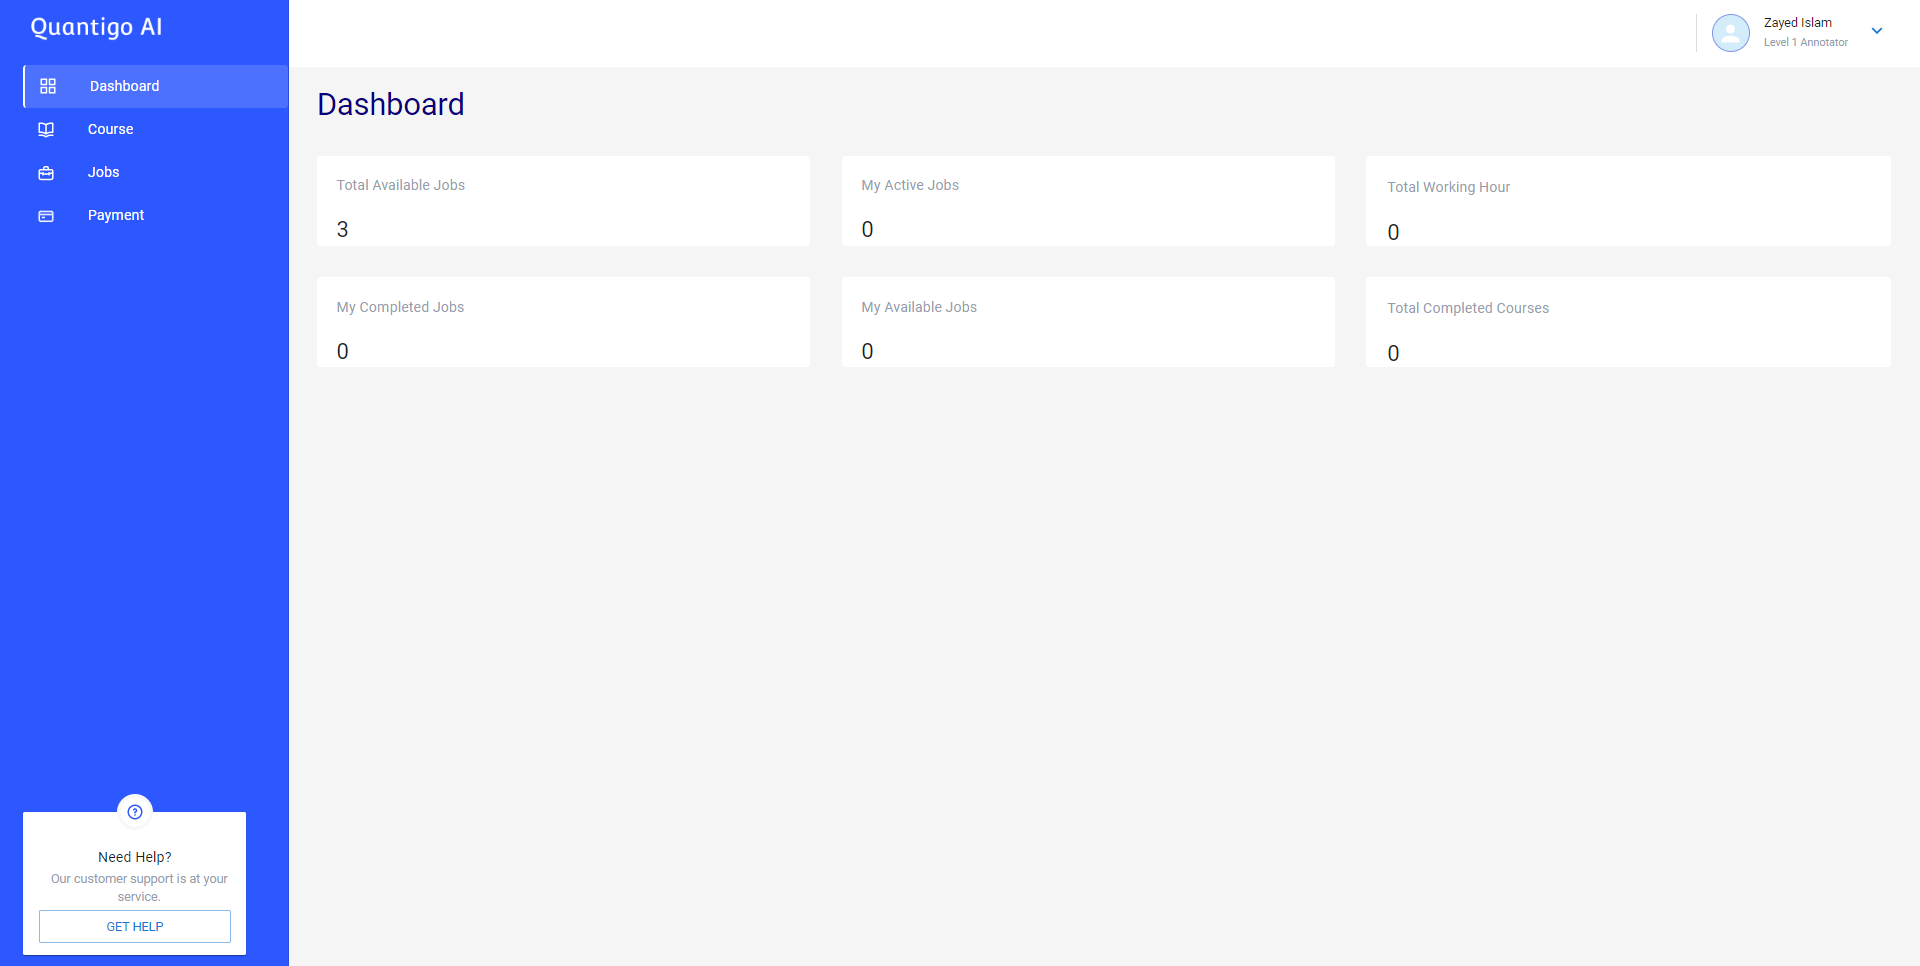 Quantigo AI
Dashboard
Course
Jobs
Payment
Need Help?
Our customer support is at your
service.
GET HELP
Zayed Islam
Level 1 Annotator
Dashboard
Total Available Jobs
3
My Active Jobs
0
Total Working Hour
0
My Completed Jobs
0
My Available Jobs
0
Total Completed Courses
0